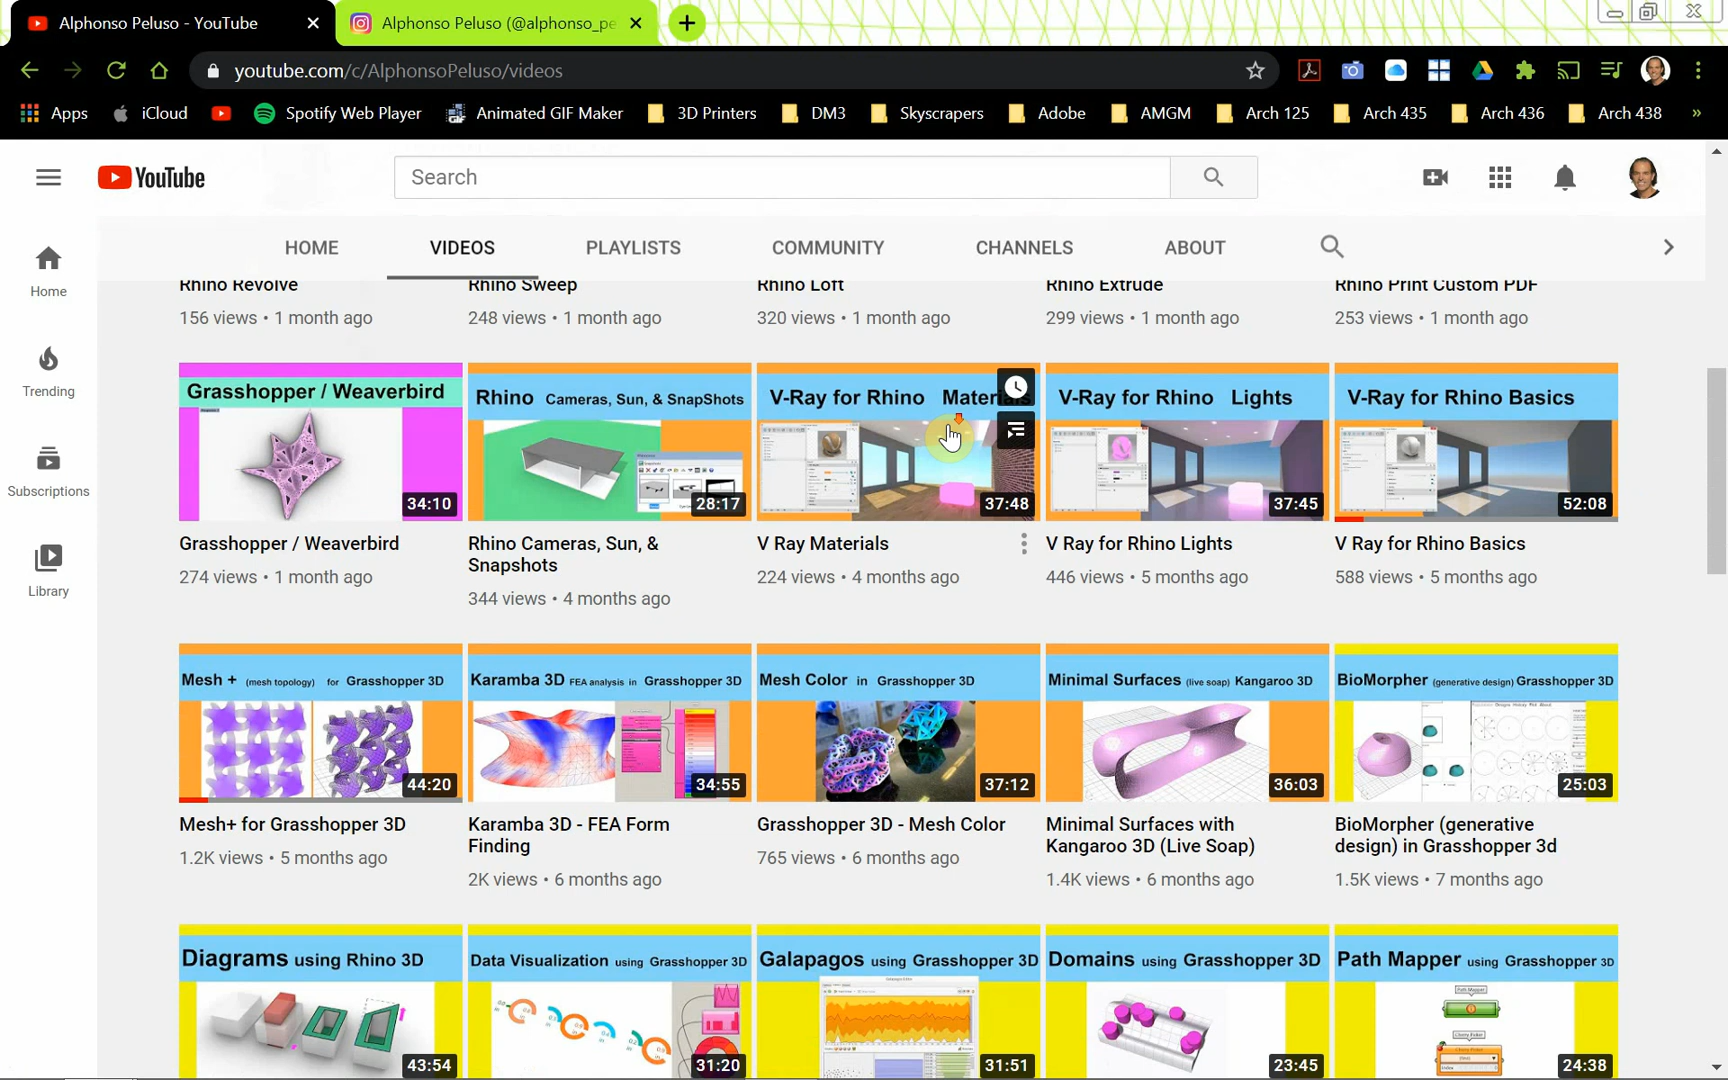 Alphonso Peluso - YouTube
Alphonso Peluso (@alphonso_pe
youtube.com/c/AlphonsoPeluso/videos
Apps
iCloud
Spotify Web Player
Animated GIF Maker
3D Printers
DM3
Skyscrapers
Adobe
AMGM
Arch 125
Arch 435
Arch 436
Arch 438
»
YouTube
Search
HOME
VIDEOS
PLAYLISTS
COMMUNITY
CHANNELS
ABOUT
Home
Trending
Subscriptions
Library
Rhino Revolve
Rhino Sweep
Rhino Loft
Rhino Extrude
Rhino Print Custom PDF
156 views • 1 month ago
248 views • 1 month ago
320 views • 1 month ago
299 views • 1 month ago
253 views • 1 month ago
Grasshopper / Weaverbird
34:10
Rhino Cameras, Sun, & SnapShots
28:17
V-Ray for Rhino Materials
37:48
V-Ray for Rhino Lights
37:45
V-Ray for Rhino Basics
52:08
Grasshopper / Weaverbird
274 views • 1 month ago
Rhino Cameras, Sun, &
Snapshots
344 views • 4 months ago
V Ray Materials
224 views • 4 months ago
V Ray for Rhino Lights
446 views • 5 months ago
V Ray for Rhino Basics
588 views • 5 months ago
Mesh + (mesh topology) for Grasshopper 3D
44:20
Karamba 3D FEA analysis in Grasshopper 3D
34:55
Mesh Color in Grasshopper 3D
37:12
Minimal Surfaces (live soap) Kangaroo 3D
36:03
BioMorpher (generative design) Grasshopper 3D
25:03
Mesh+ for Grasshopper 3D
1.2K views • 5 months ago
Karamba 3D - FEA Form
Finding
2K views • 6 months ago
Grasshopper 3D - Mesh Color
765 views • 6 months ago
Minimal Surfaces with
Kangaroo 3D (Live Soap)
1.4K views • 6 months ago
BioMorpher (generative
design) in Grasshopper 3d
1.5K views • 7 months ago
Diagrams using Rhino 3D
43:54
Data Visualization using Grasshopper 3D
31:20
Galapagos using Grasshopper 3D
31:51
Domains using Grasshopper 3D
23:45
Path Mapper using Grasshopper 3D
Path Mapper
24:38